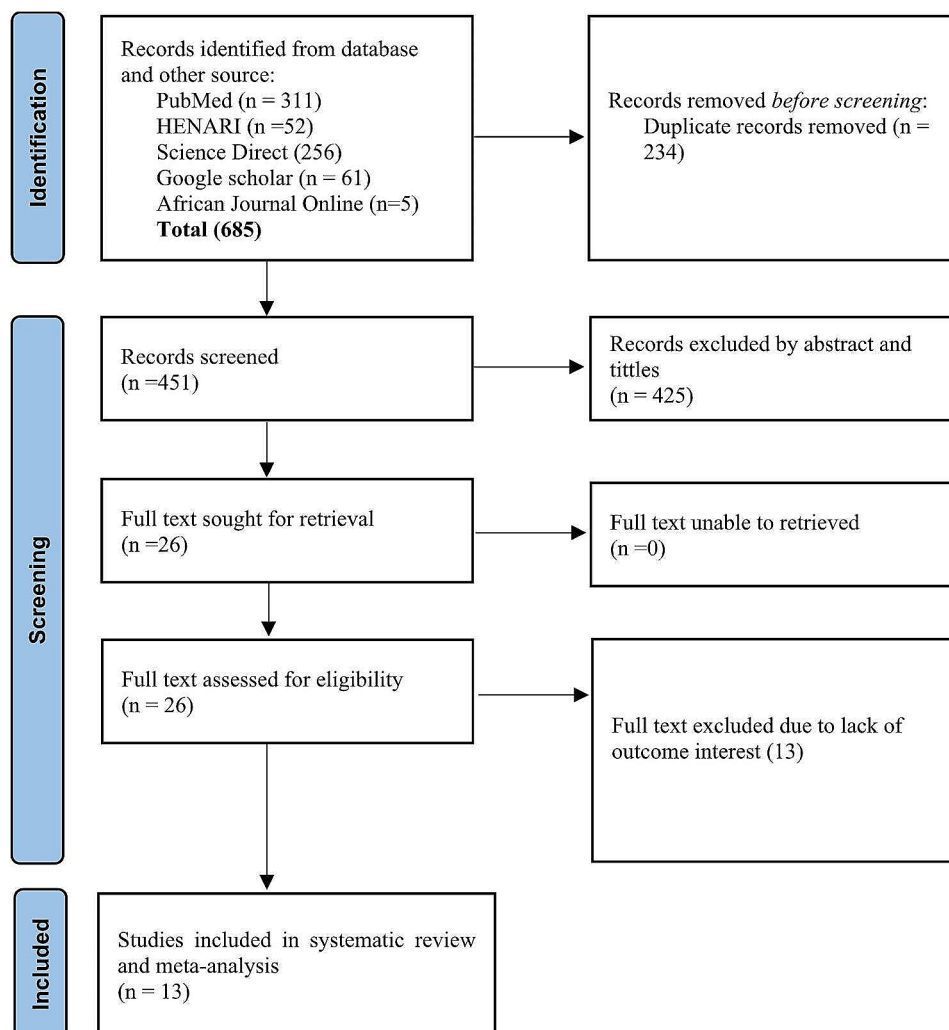 Identification
Records identified from database
and other source:
PubMed (n = 311)
HENARI (n =52)
Science Direct (256)
Google scholar (n = 61)
African Journal Online (n=5)
Total (685)
Records removed before screening:
Duplicate records removed (n =
234)
Screening
Records screened
(n =451)
Records excluded by abstract and
tittles
(n = 425)
Full text sought for retrieval
(n =26)
Full text unable to retrieved
(n =0)
Full text assessed for eligibility
(n = 26)
Full text excluded due to lack of
outcome interest (13)
Included
Studies included in systematic review
and meta-analysis
(n = 13)